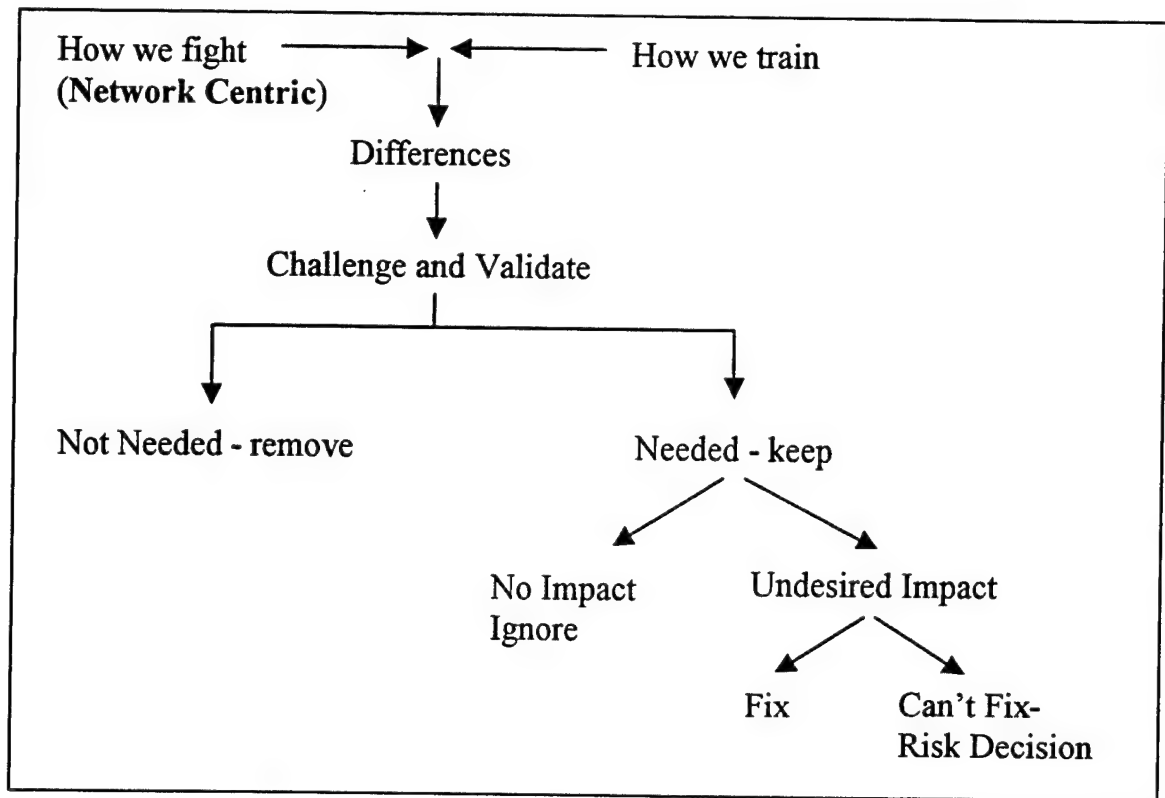 How we fight
(Network Centric)
How we train
Differences
Challenge and Validate
Not Needed - remove
Needed - keep
No Impact
Ignore
Undesired Impact
Fix
Can't Fix-
Risk Decision